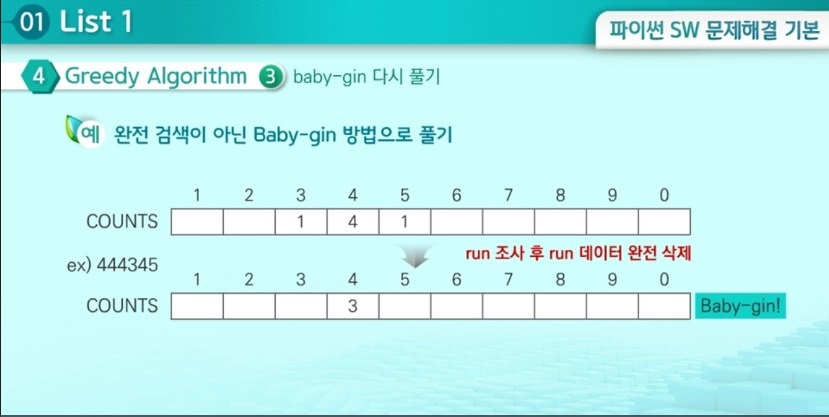 01 List 1
파이썬 SW 문제해결 기본
4 Greedy Algorithm 3 baby-gin 다시 풀기
예 완전 검색이 아닌 Baby-gin 방법으로 풀기
1 2 3 4 5 6 7 8 9 0
COUNTS 1 4 1
run 조사 후 run 데이터 완전 삭제
ex) 444345
1 2 3 4 5 6 7 8 9 0
COUNTS 3 Baby-gin!